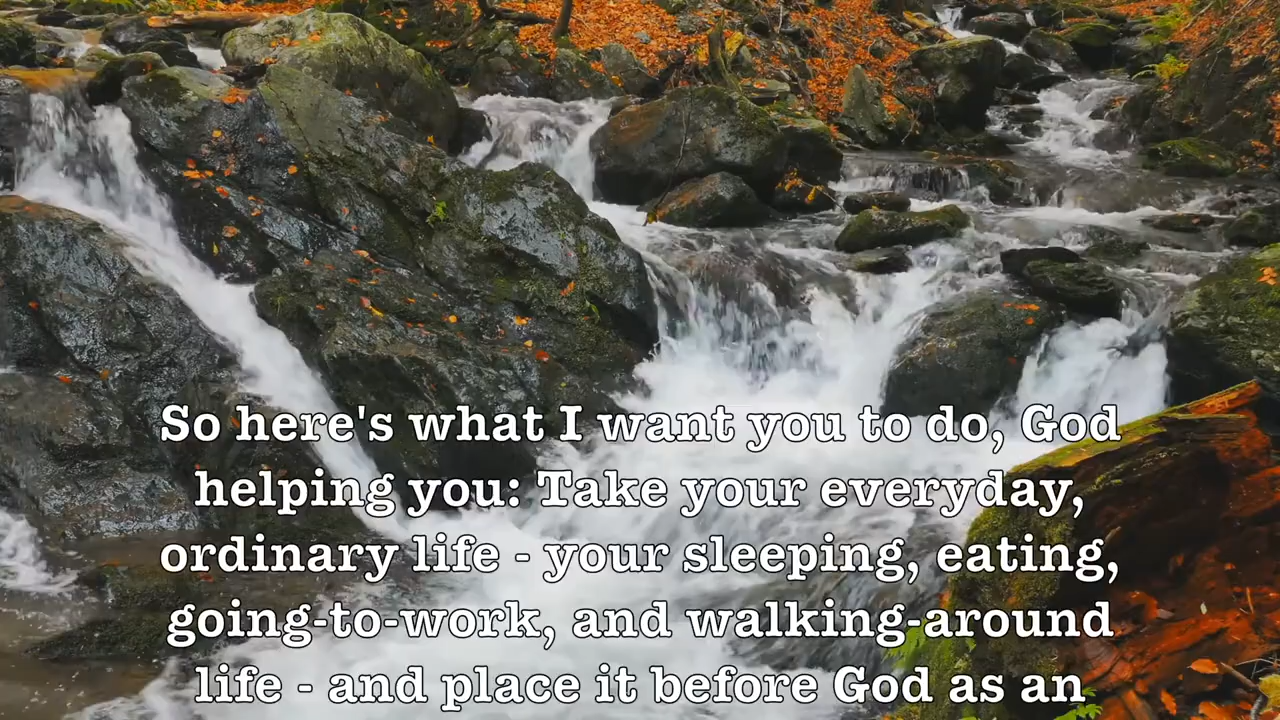 So here's what I want you to do, God
helping you: Take your everyday,
ordinary life - your sleeping, eating,
going-to-work, and walking-around
life - and place it before God as an